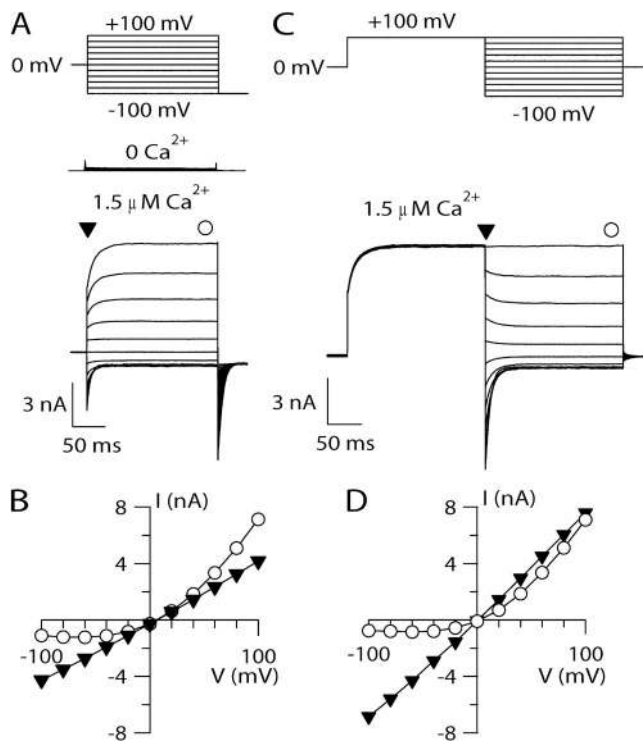 A
+100 mV
0 mV
-100 mV
0 Ca²⁺
1.5 µM Ca²⁺
3 nA
50 ms
C
+100 mV
0 mV
-100 mV
1.5 µM Ca²⁺
3 nA
50 ms
B
I (nA)
8
4
-100
100
-4
V (mV)
-8
D
I (nA)
8
4
-100
100
-4
V (mV)
-8